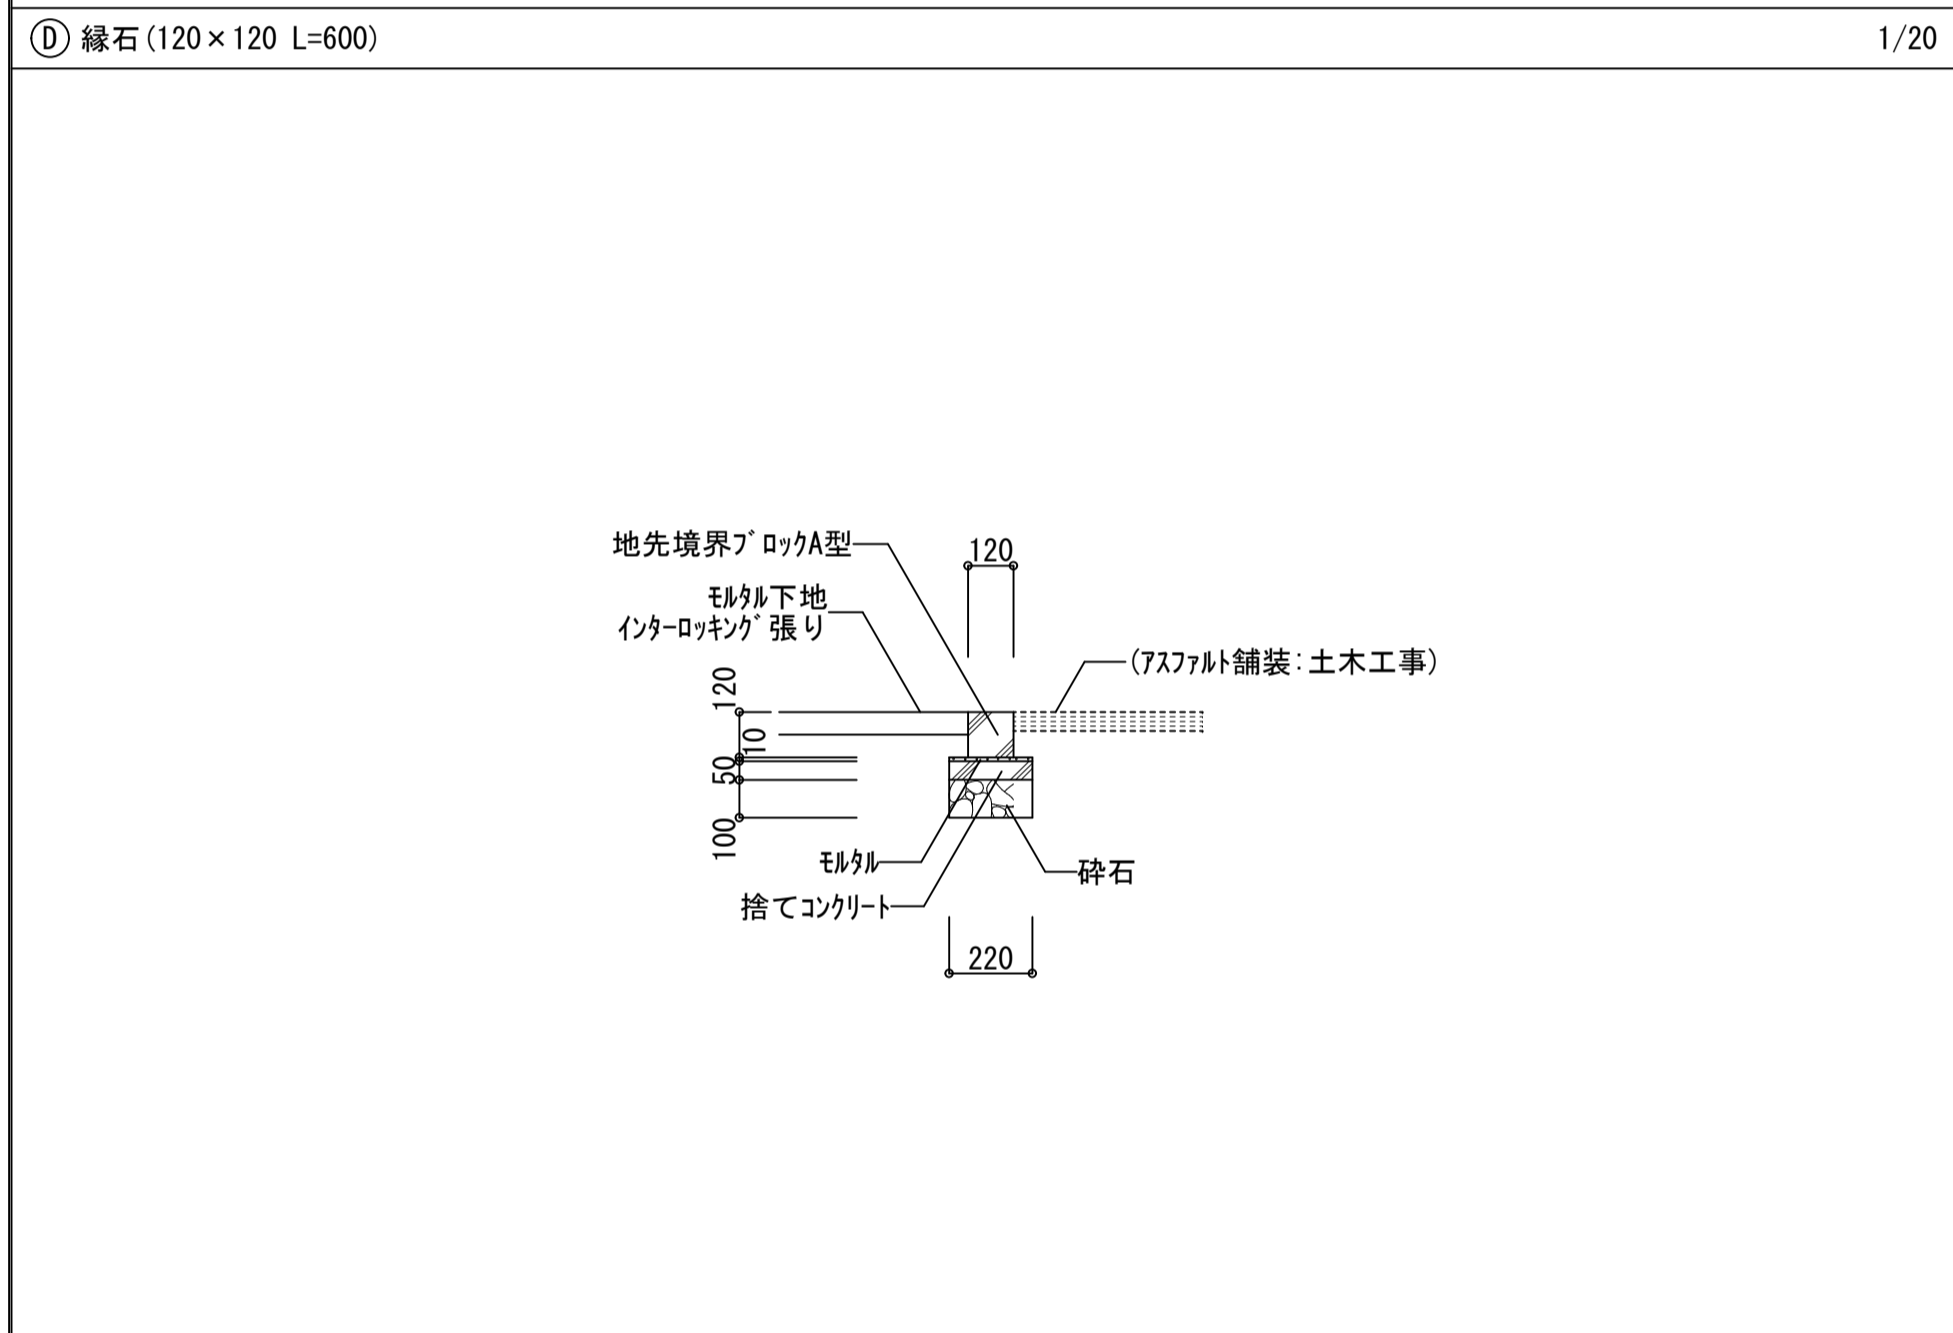 D 縁石(120×120 L=600)
1/20
地先境界ﾌﾞﾛｯｸA型
120
ﾓﾙﾀﾙ下地
ｲﾝﾀｰﾛｯｷﾝｸﾞ張り
(ｱｽﾌｧﾙﾄ舗装:土木工事)
120
10
50
100
ﾓﾙﾀﾙ
砕石
捨てｺﾝｸﾘｰﾄ
220